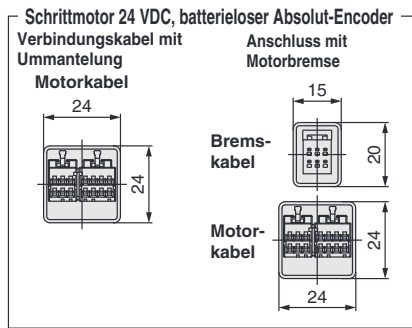 Schrittmotor 24 VDC, batterieloser Absolut-Encoder
Verbindungskabel mit
Ummantelung
Motorkabel
24
24
Anschluss mit
Motorbremse
15
Brems-
kabel
20
Motor-
kabel
24
24